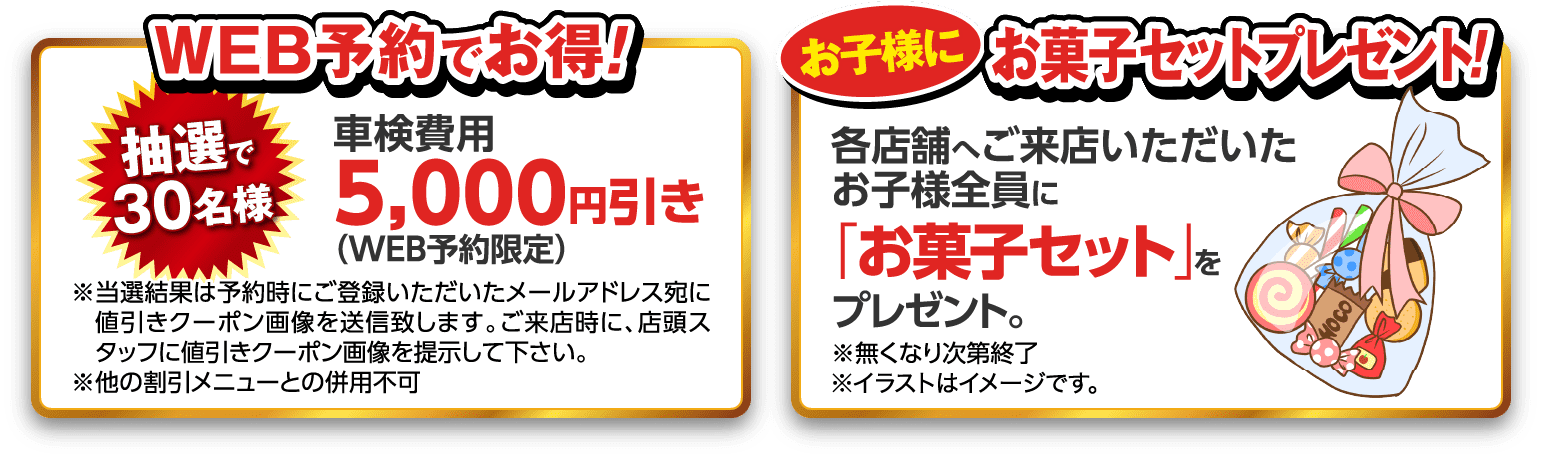 WEB予約でお得!
抽選で
30名様
車検費用
5,000円引き
(WEB予約限定)
※当選結果は予約時にご登録いただいたメールアドレス宛に
値引きクーポン画像を送信致します。ご来店時に、店頭ス
タッフに値引きクーポン画像を提示して下さい。
※他の割引メニューとの併用不可
お子様に
お菓子セットプレゼント!
各店舗へご来店いただいた
お子様全員に
「お菓子セット」を
プレゼント。
※無くなり次第終了
※イラストはイメージです。